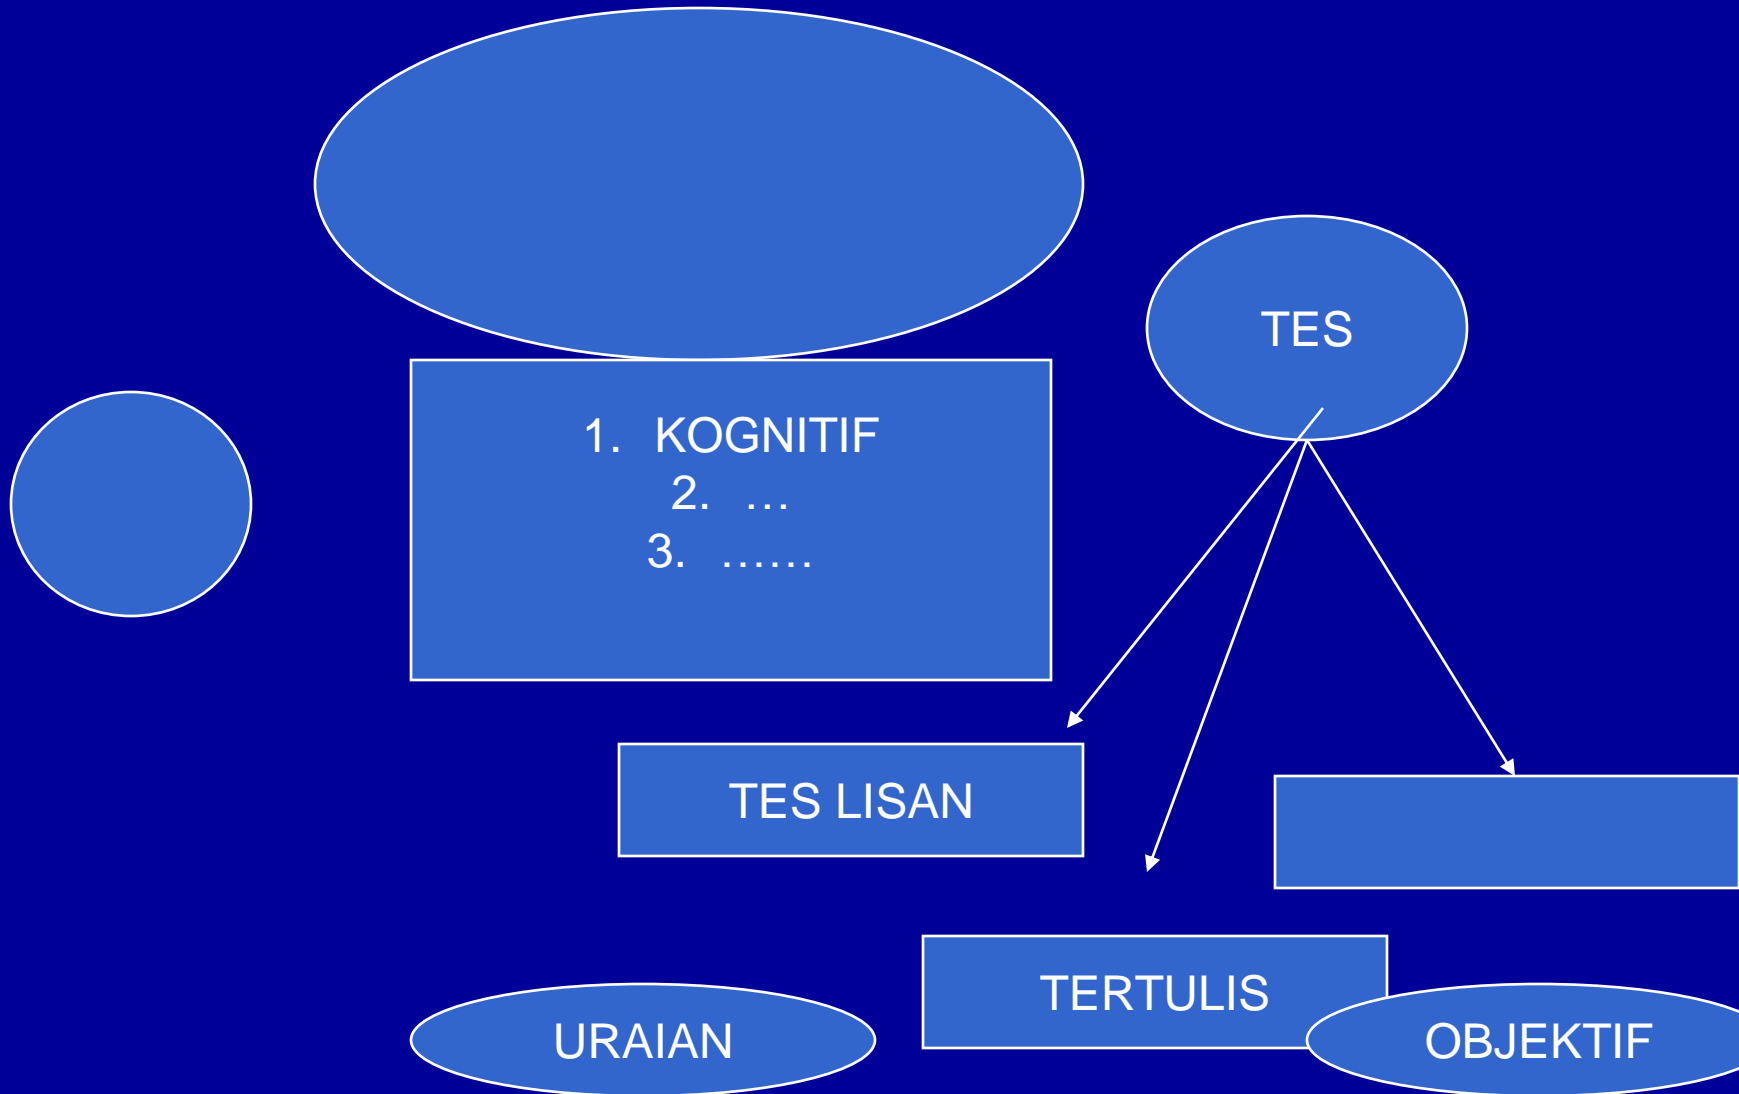 TES
1. KOGNITIF
2. …
3. ……
TES LISAN
TERTULIS
URAIAN
OBJEKTIF